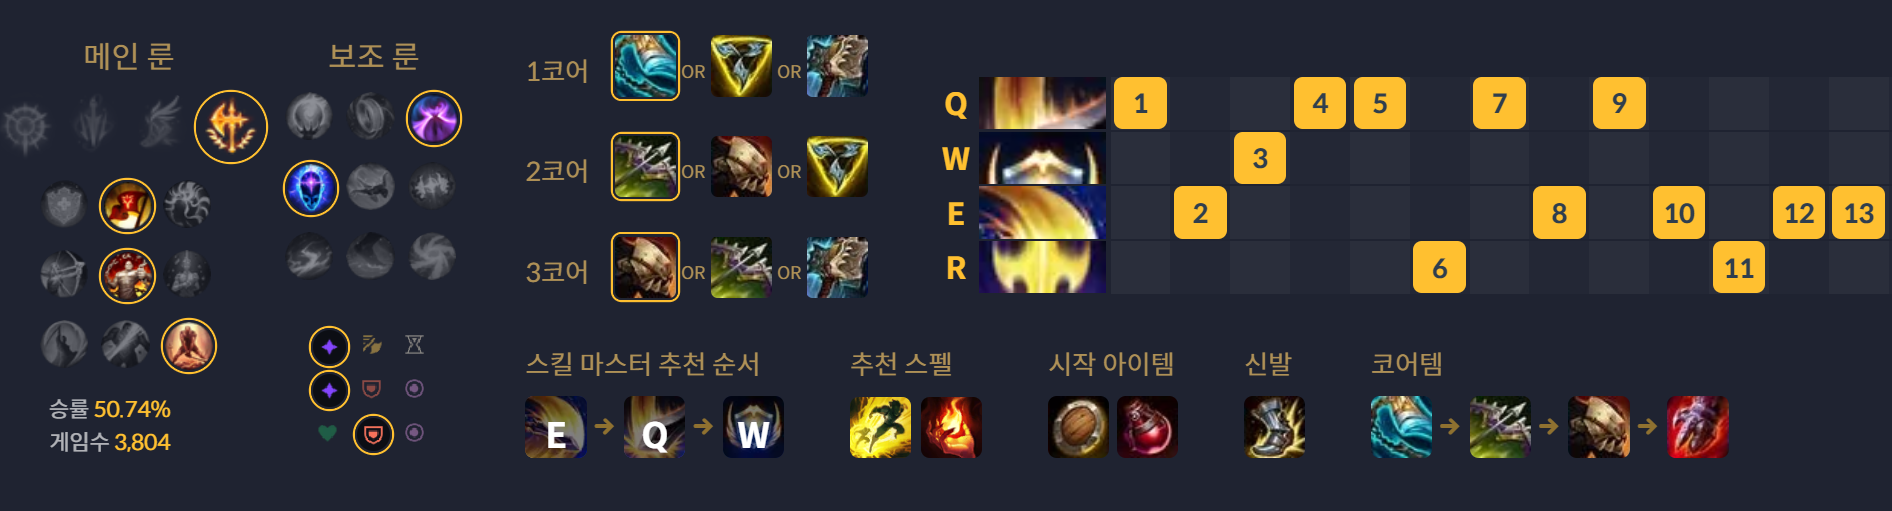 메인 룬
보조 룬
승률 50.74%
게임수 3,804
1코어 OR OR
2코어 OR OR
3코어 OR OR
Q 1 4 5 7 9
W 3
E 2 8 10 12 13
R 6 11
스킬 마스터 추천 순서
E → Q → W
추천 스펠
시작 아이템
신발
코어템